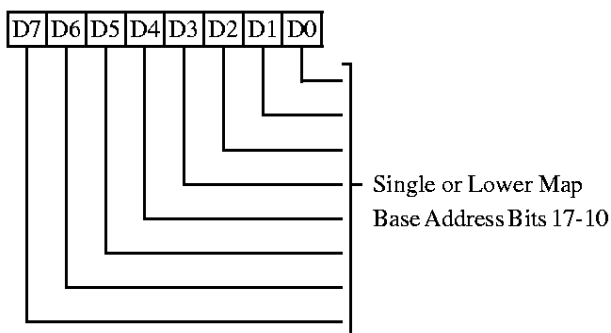 D7 D6 D5 D4 D3 D2 D1 D0
Single or Lower Map
Base Address Bits 17-10